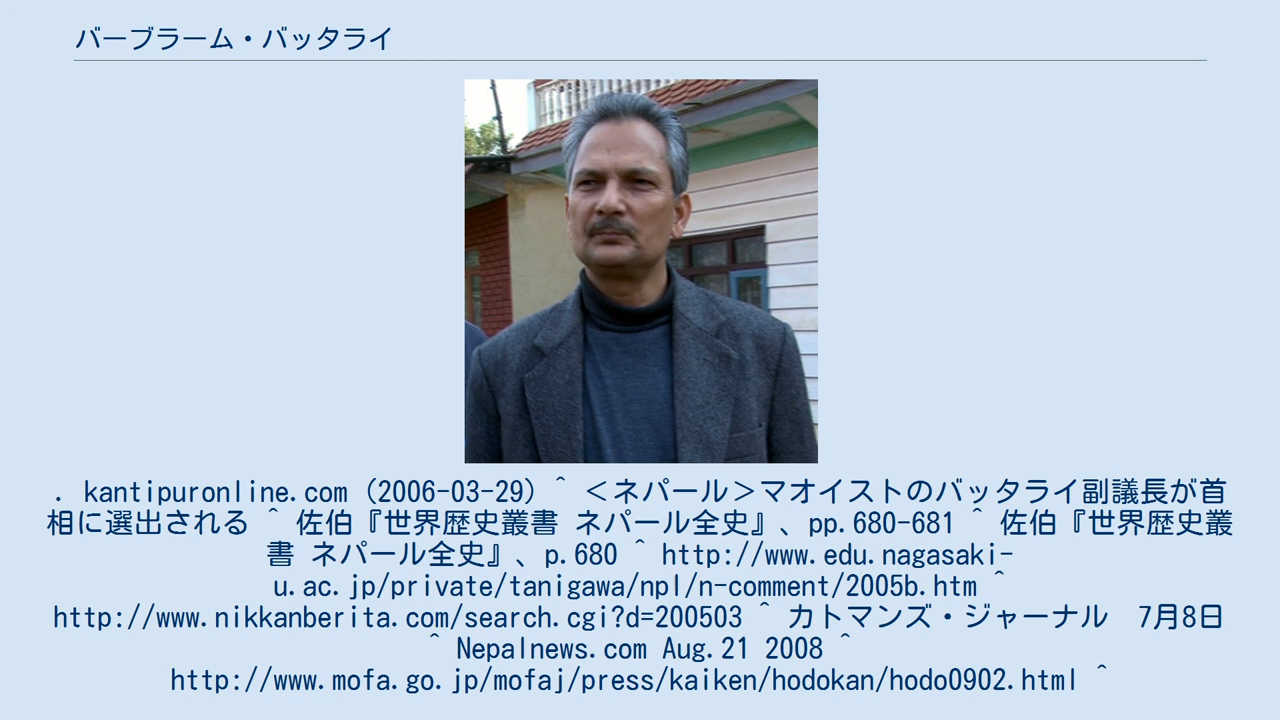 バーブラーム・バッタライ
. kantipuronline.com (2006-03-29) ^ ＜ネパール＞マオイストのバッタライ副議長が首
相に選出される ^ 佐伯『世界歴史叢書 ネパール全史』、pp.680-681 ^ 佐伯『世界歴史叢
書 ネパール全史』、p.680 ^ http://www.edu.nagasaki-
u.ac.jp/private/tanigawa/npl/n-comment/2005b.htm ^
http://www.nikkanberita.com/search.cgi?d=200503 ^ カトマンズ・ジャーナル　7月8日
^ Nepalnews.com Aug.21 2008 ^
http://www.mofa.go.jp/mofaj/press/kaiken/hodokan/hodo0902.html ^